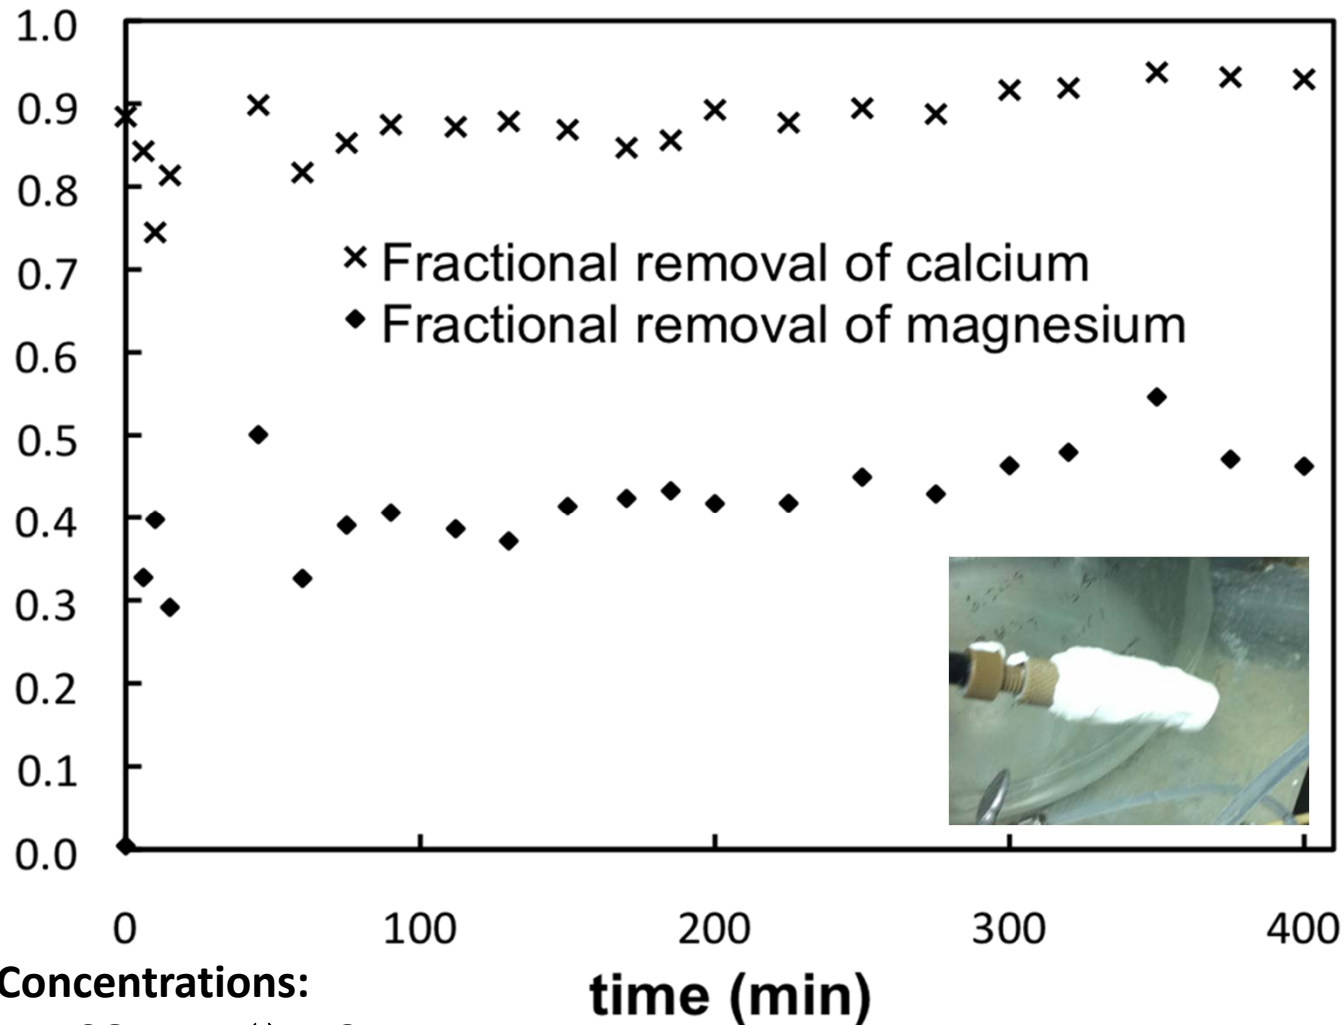 1.0
0.9
0.8
0.7
0.6
0.5
0.4
0.3
0.2
0.1
0.0
Fractional removal of calcium
Fractional removal of magnesium
0 100 200 300 400
time (min)
Concentrations: